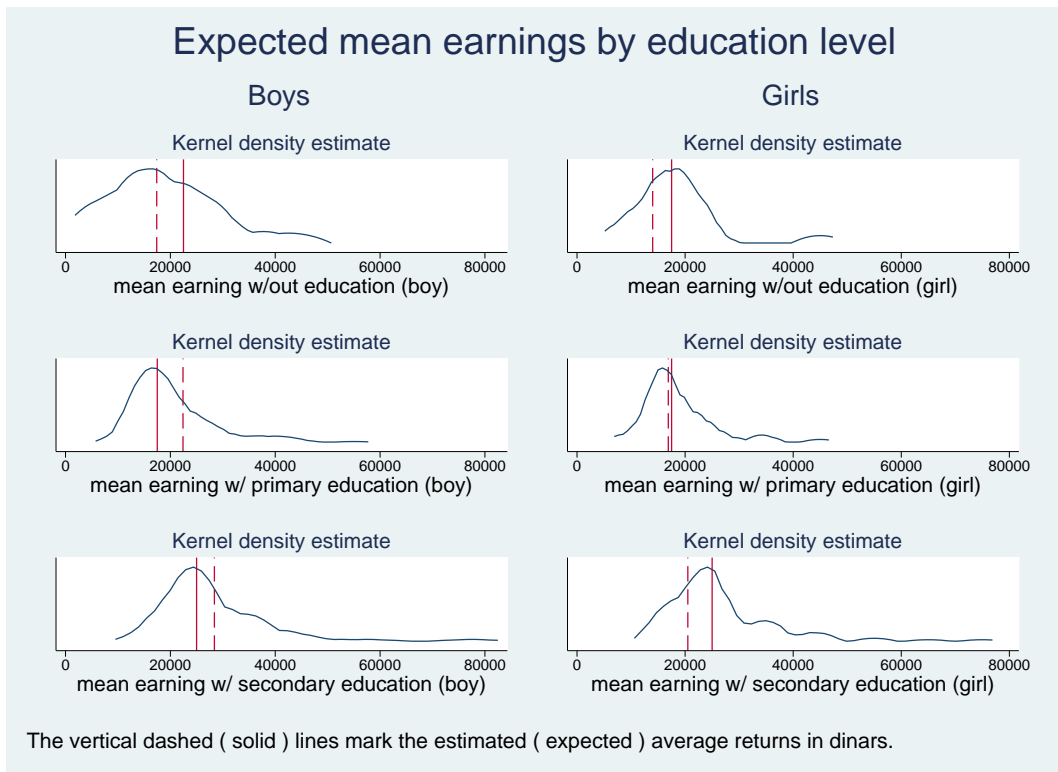 Expected mean earnings by education level
Boys
Girls
Kernel density estimate
0 20000 40000 60000 80000
mean earning w/out education (boy)
Kernel density estimate
0 20000 40000 60000 80000
mean earning w/out education (girl)
Kernel density estimate
0 20000 40000 60000 80000
mean earning w/ primary education (boy)
Kernel density estimate
0 20000 40000 60000 80000
mean earning w/ primary education (girl)
Kernel density estimate
0 20000 40000 60000 80000
mean earning w/ secondary education (boy)
Kernel density estimate
0 20000 40000 60000 80000
mean earning w/ secondary education (girl)
The vertical dashed ( solid ) lines mark the estimated ( expected ) average returns in dinars.